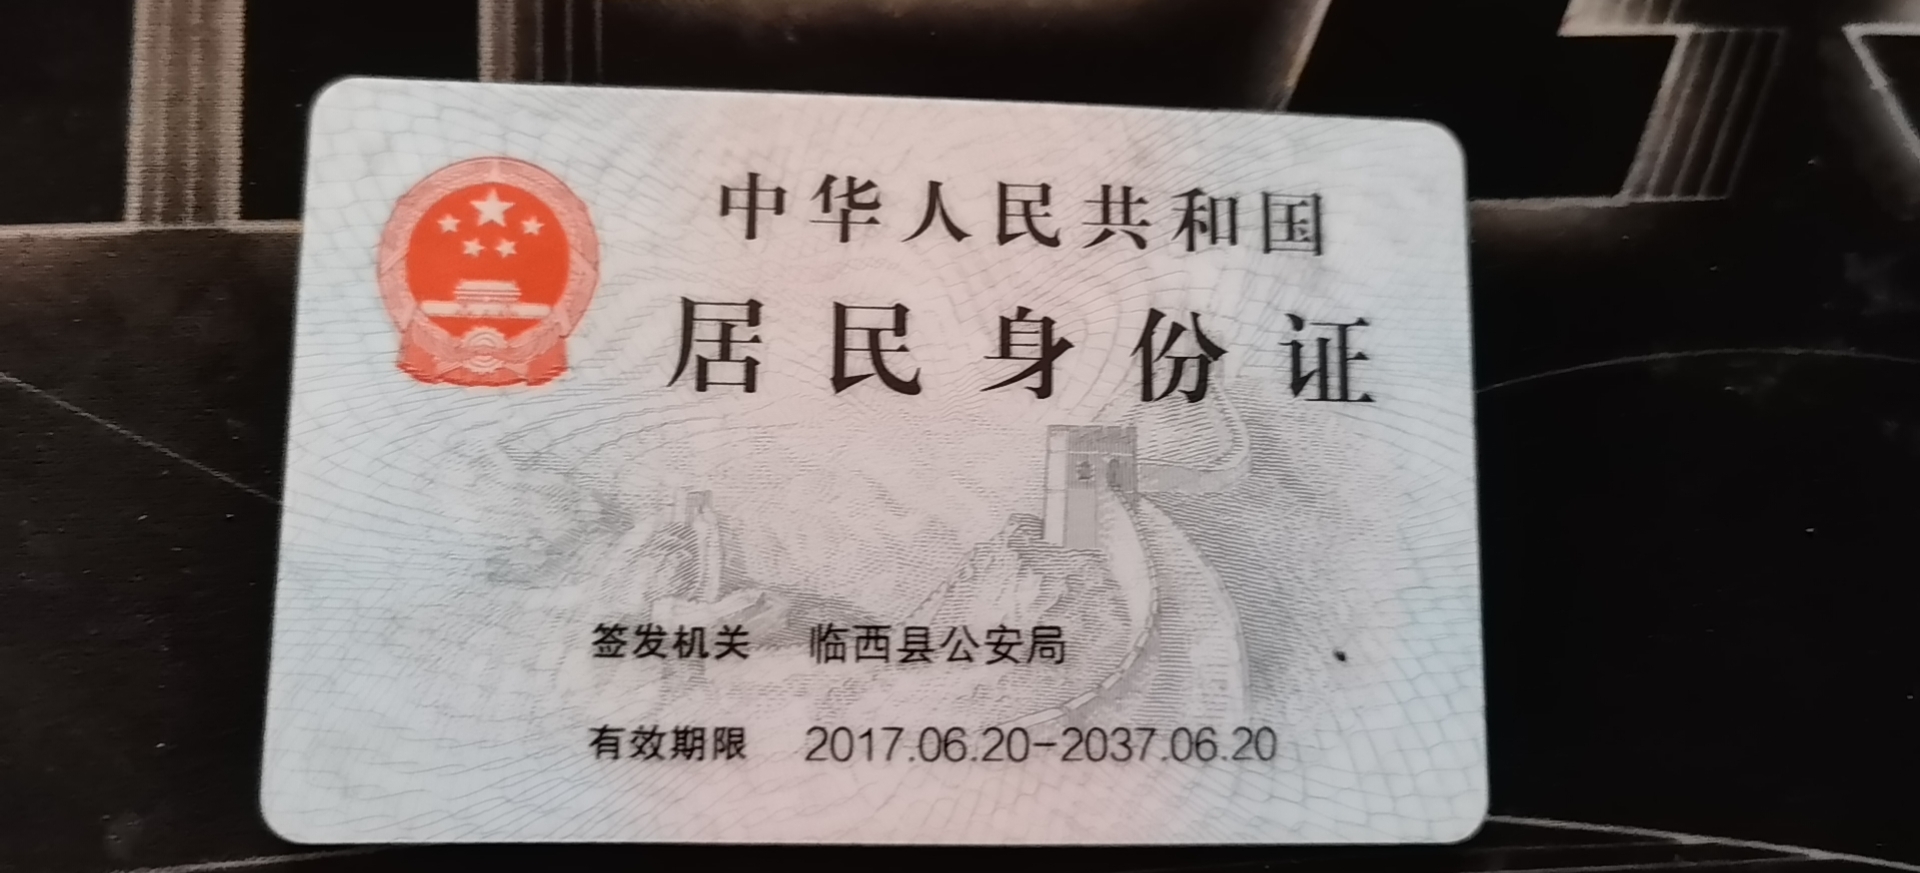 中华人民共和国
居民身份证
签发机关 临西县公安局
有效期限 2017.06.20-2037.06.20